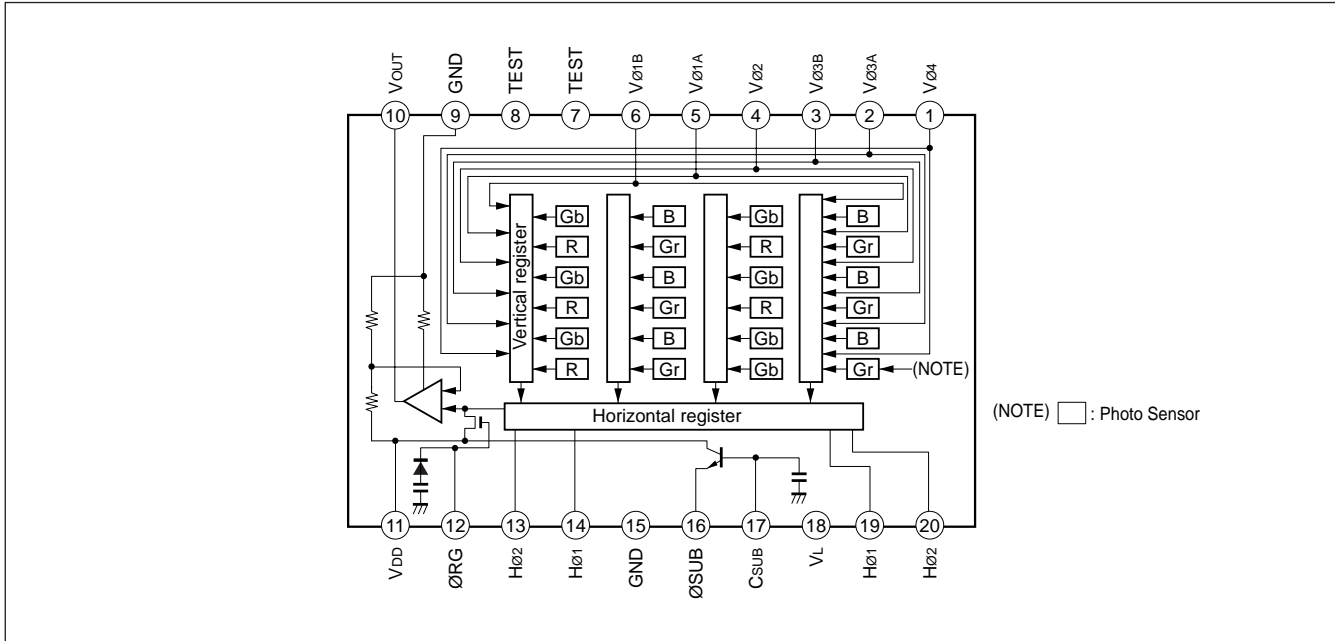 VOUT GND TEST TEST VØ1B VØ1A VØ2 VØ3B VØ3A VØ4
10 9 8 7 6 5 4 3 2 1
Vertical register
Gb B Gb B
R Gr R Gr
Gb B Gb B
R Gr R Gr
Gb B Gb B
R Gr Gb Gr (NOTE)
Horizontal register
(NOTE) : Photo Sensor
11 12 13 14 15 16 17 18 19 20
VDD ØRG HØ2 HØ1 GND ØSUB CSUB VL HØ1 HØ2